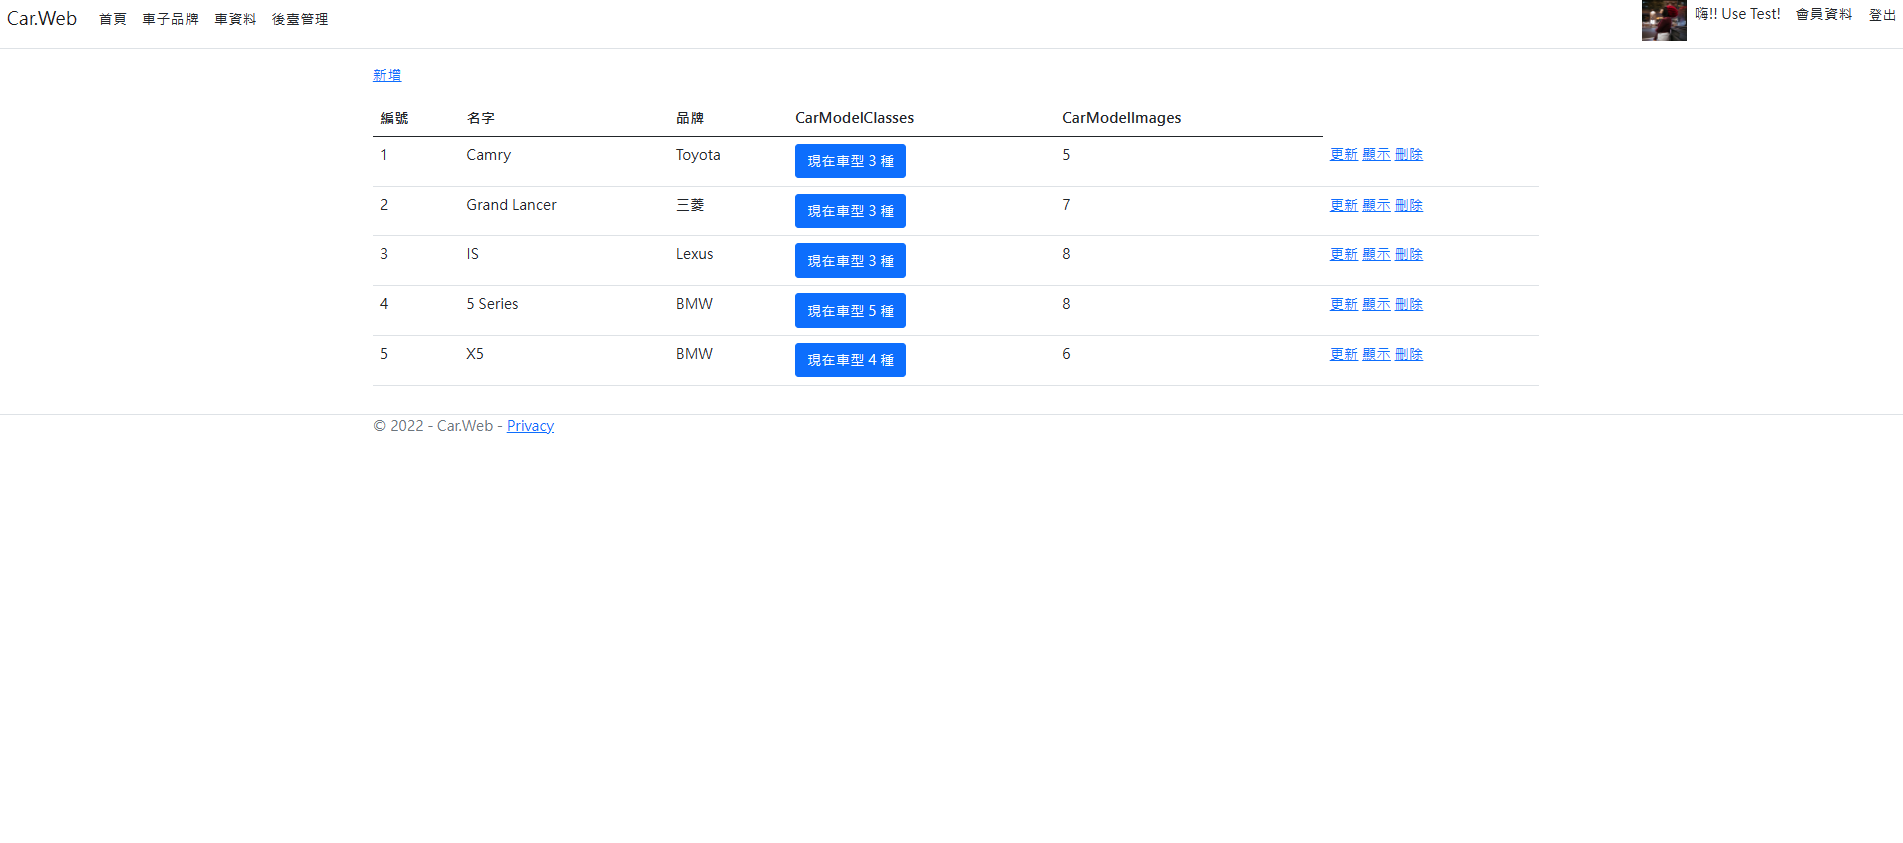 Car.Web 首頁 車子品牌 車資料 後臺管理 嗨!! Use Test! 會員資料 登出
新增
編號 名字 品牌 CarModelClasses CarModelImages
1 Camry Toyota 現在車型 3 種 5 更新 顯示 刪除
2 Grand Lancer 三菱 現在車型 3 種 7 更新 顯示 刪除
3 IS Lexus 現在車型 3 種 8 更新 顯示 刪除
4 5 Series BMW 現在車型 5 種 8 更新 顯示 刪除
5 X5 BMW 現在車型 4 種 6 更新 顯示 刪除
© 2022 - Car.Web - Privacy